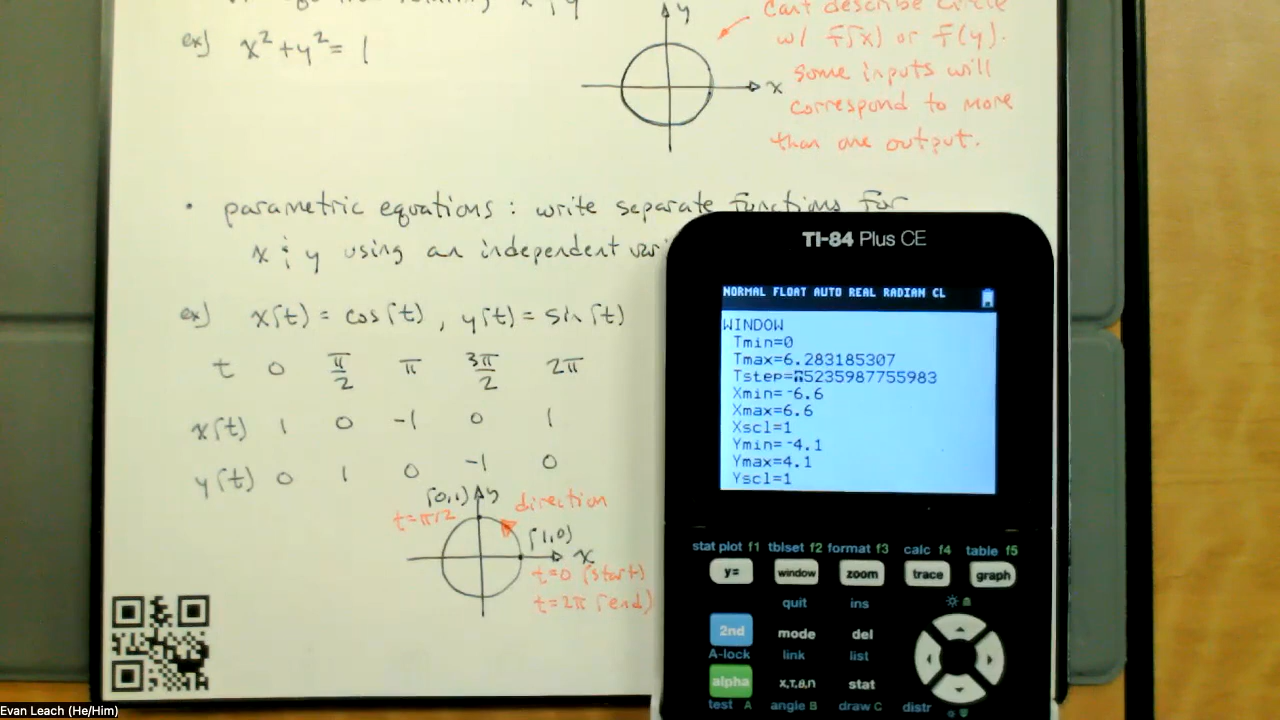 x ; y
ex) x² + y² = 1
y
x
can't describe circle
w/ f(x) or f(y).
some inputs will
correspond to more
than one output.
• parametric equations : write separate functions for
x ; y using an independent vari
ex) x(t) = cos(t) , y(t) = sin(t)
t 0 π/2 π 3π/2 2π
x(t) 1 0 -1 0 1
y(t) 0 1 0 -1 0
(0,1) y
t=π/2
direction
(1,0)
x
t=0 (start)
t=2π (end)
TI-84 Plus CE
NORMAL FLOAT AUTO REAL RADIAN CL
WINDOW
Tmin=0
Tmax=6.283185307
Tstep=5235987755983
Xmin=-6.6
Xmax=6.6
Xscl=1
Ymin=-4.1
Ymax=4.1
Yscl=1
stat plot f1 tblset f2 format f3 calc f4 table f5
y= window zoom trace graph
quit ins
2nd mode del
A-lock link list
alpha X,T,θ,n stat
test A angle B draw C distr
Evan Leach (He/Him)